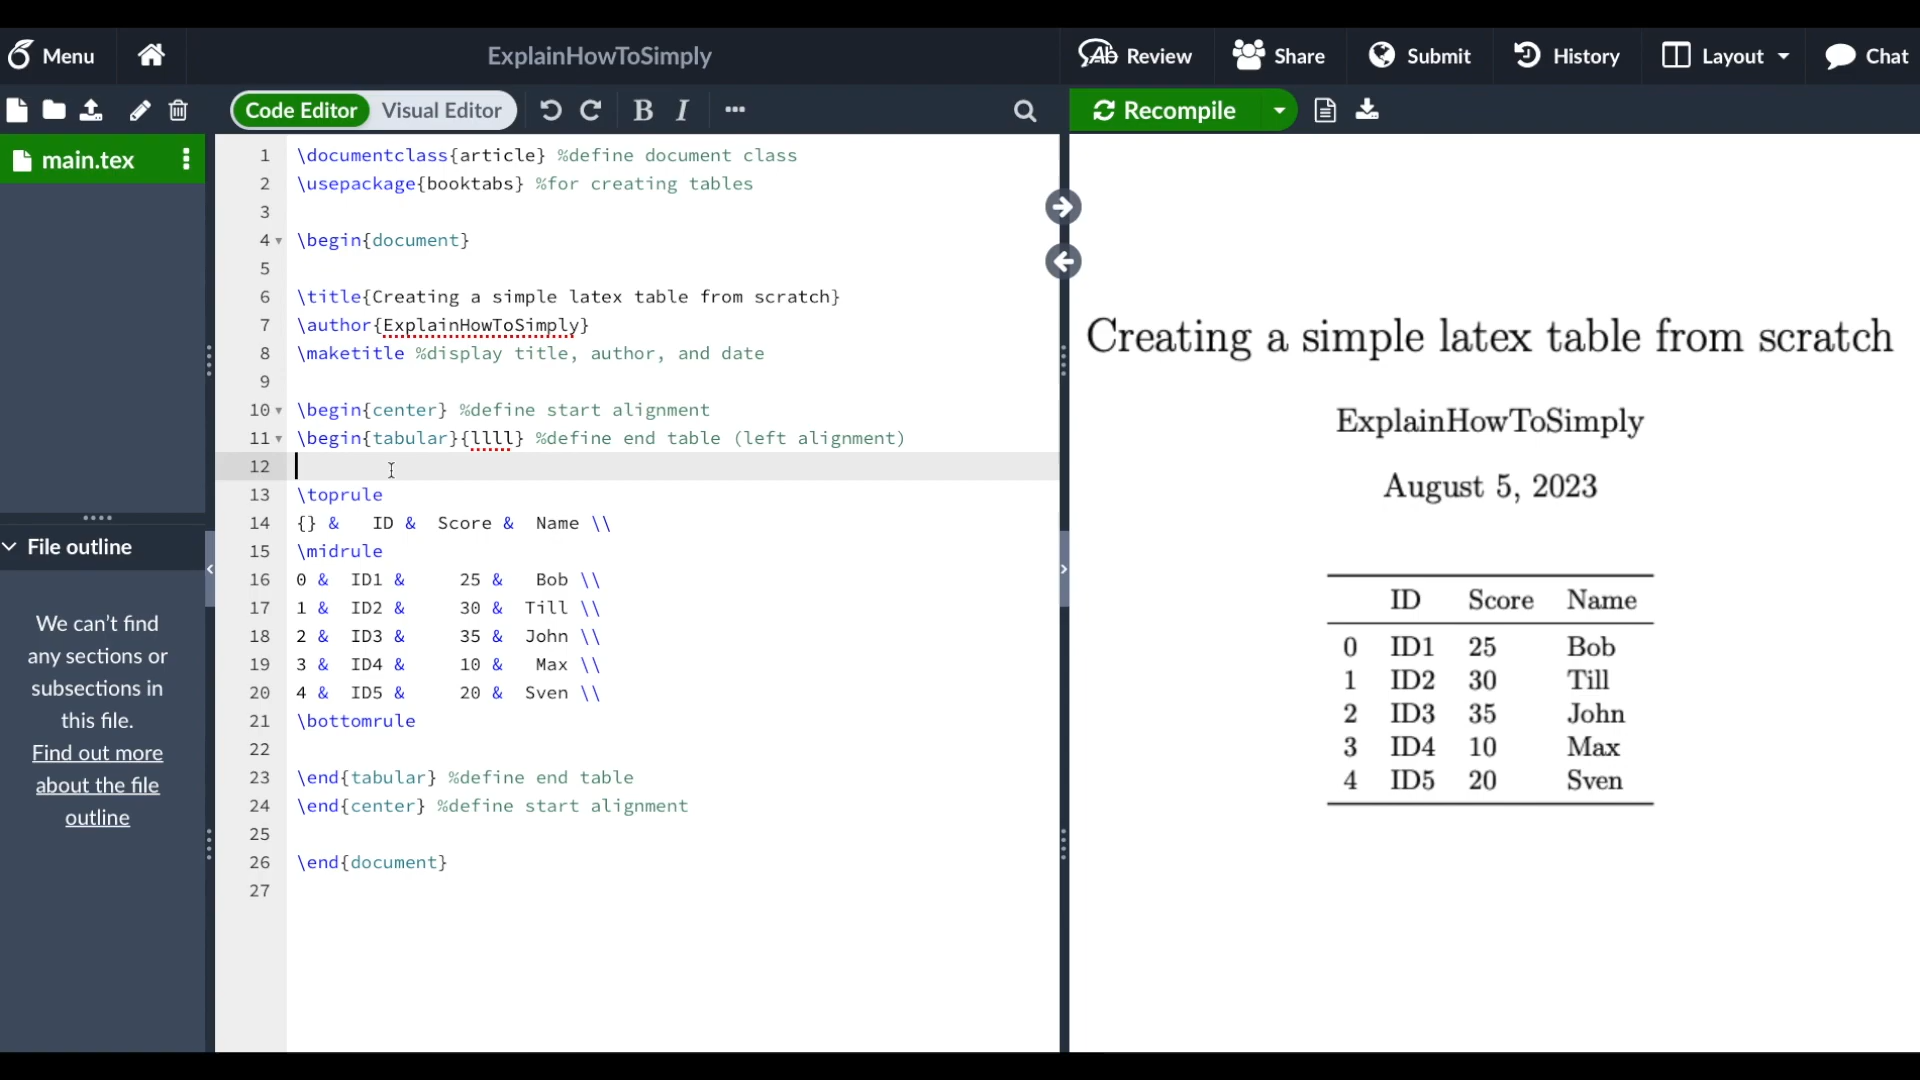 Menu
ExplainHowToSimply
Review
Share
Submit
History
Layout
Chat
Code Editor
Visual Editor
B I
Recompile
main.tex
File outline
We can't find
any sections or
subsections in
this file.
Find out more
about the file
outline
1 \documentclass{article} %define document class
2 \usepackage{booktabs} %for creating tables
3
4 \begin{document}
5
6 \title{Creating a simple latex table from scratch}
7 \author{ExplainHowToSimply}
8 \maketitle %display title, author, and date
9
10 \begin{center} %define start alignment
11 \begin{tabular}{llll} %define end table (left alignment)
12
13 \toprule
14 {} & ID & Score & Name \\
15 \midrule
16 0 & ID1 & 25 & Bob \\
17 1 & ID2 & 30 & Till \\
18 2 & ID3 & 35 & John \\
19 3 & ID4 & 10 & Max \\
20 4 & ID5 & 20 & Sven \\
21 \bottomrule
22
23 \end{tabular} %define end table
24 \end{center} %define start alignment
25
26 \end{document}
27
Creating a simple latex table from scratch
ExplainHowToSimply
August 5, 2023
ID Score Name
0 ID1 25 Bob
1 ID2 30 Till
2 ID3 35 John
3 ID4 10 Max
4 ID5 20 Sven